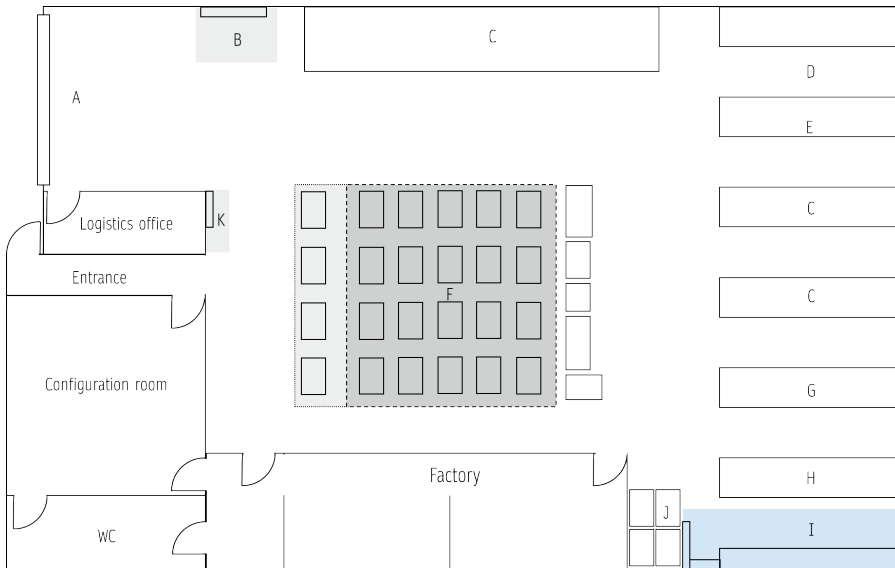 B
C
D
A
E
C
K
Logistics office
Entrance
F
C
Configuration room
G
Factory
H
J
WC
I